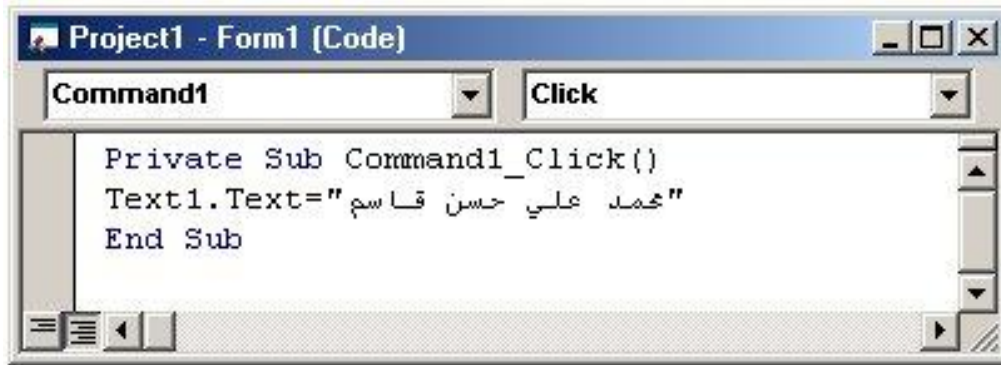 Project1 - Form1 (Code)
Command1 Click
Private Sub Command1_Click()
Text1.Text="محمد علي حسن قاسم"
End Sub